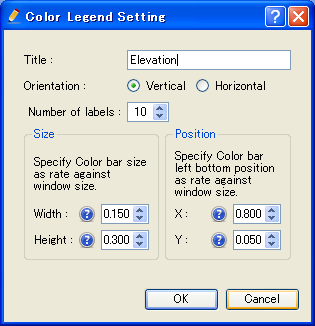 Color Legend Setting
Title : Elevation
Orientation : Vertical Horizontal
Number of labels : 10
Size
Specify Color bar size
as rate against
window size.
Width : ? 0.150
Height : ? 0.300
Position
Specify Color bar
left bottom position
as rate against
window size.
X : ? 0.800
Y : ? 0.050
OK Cancel